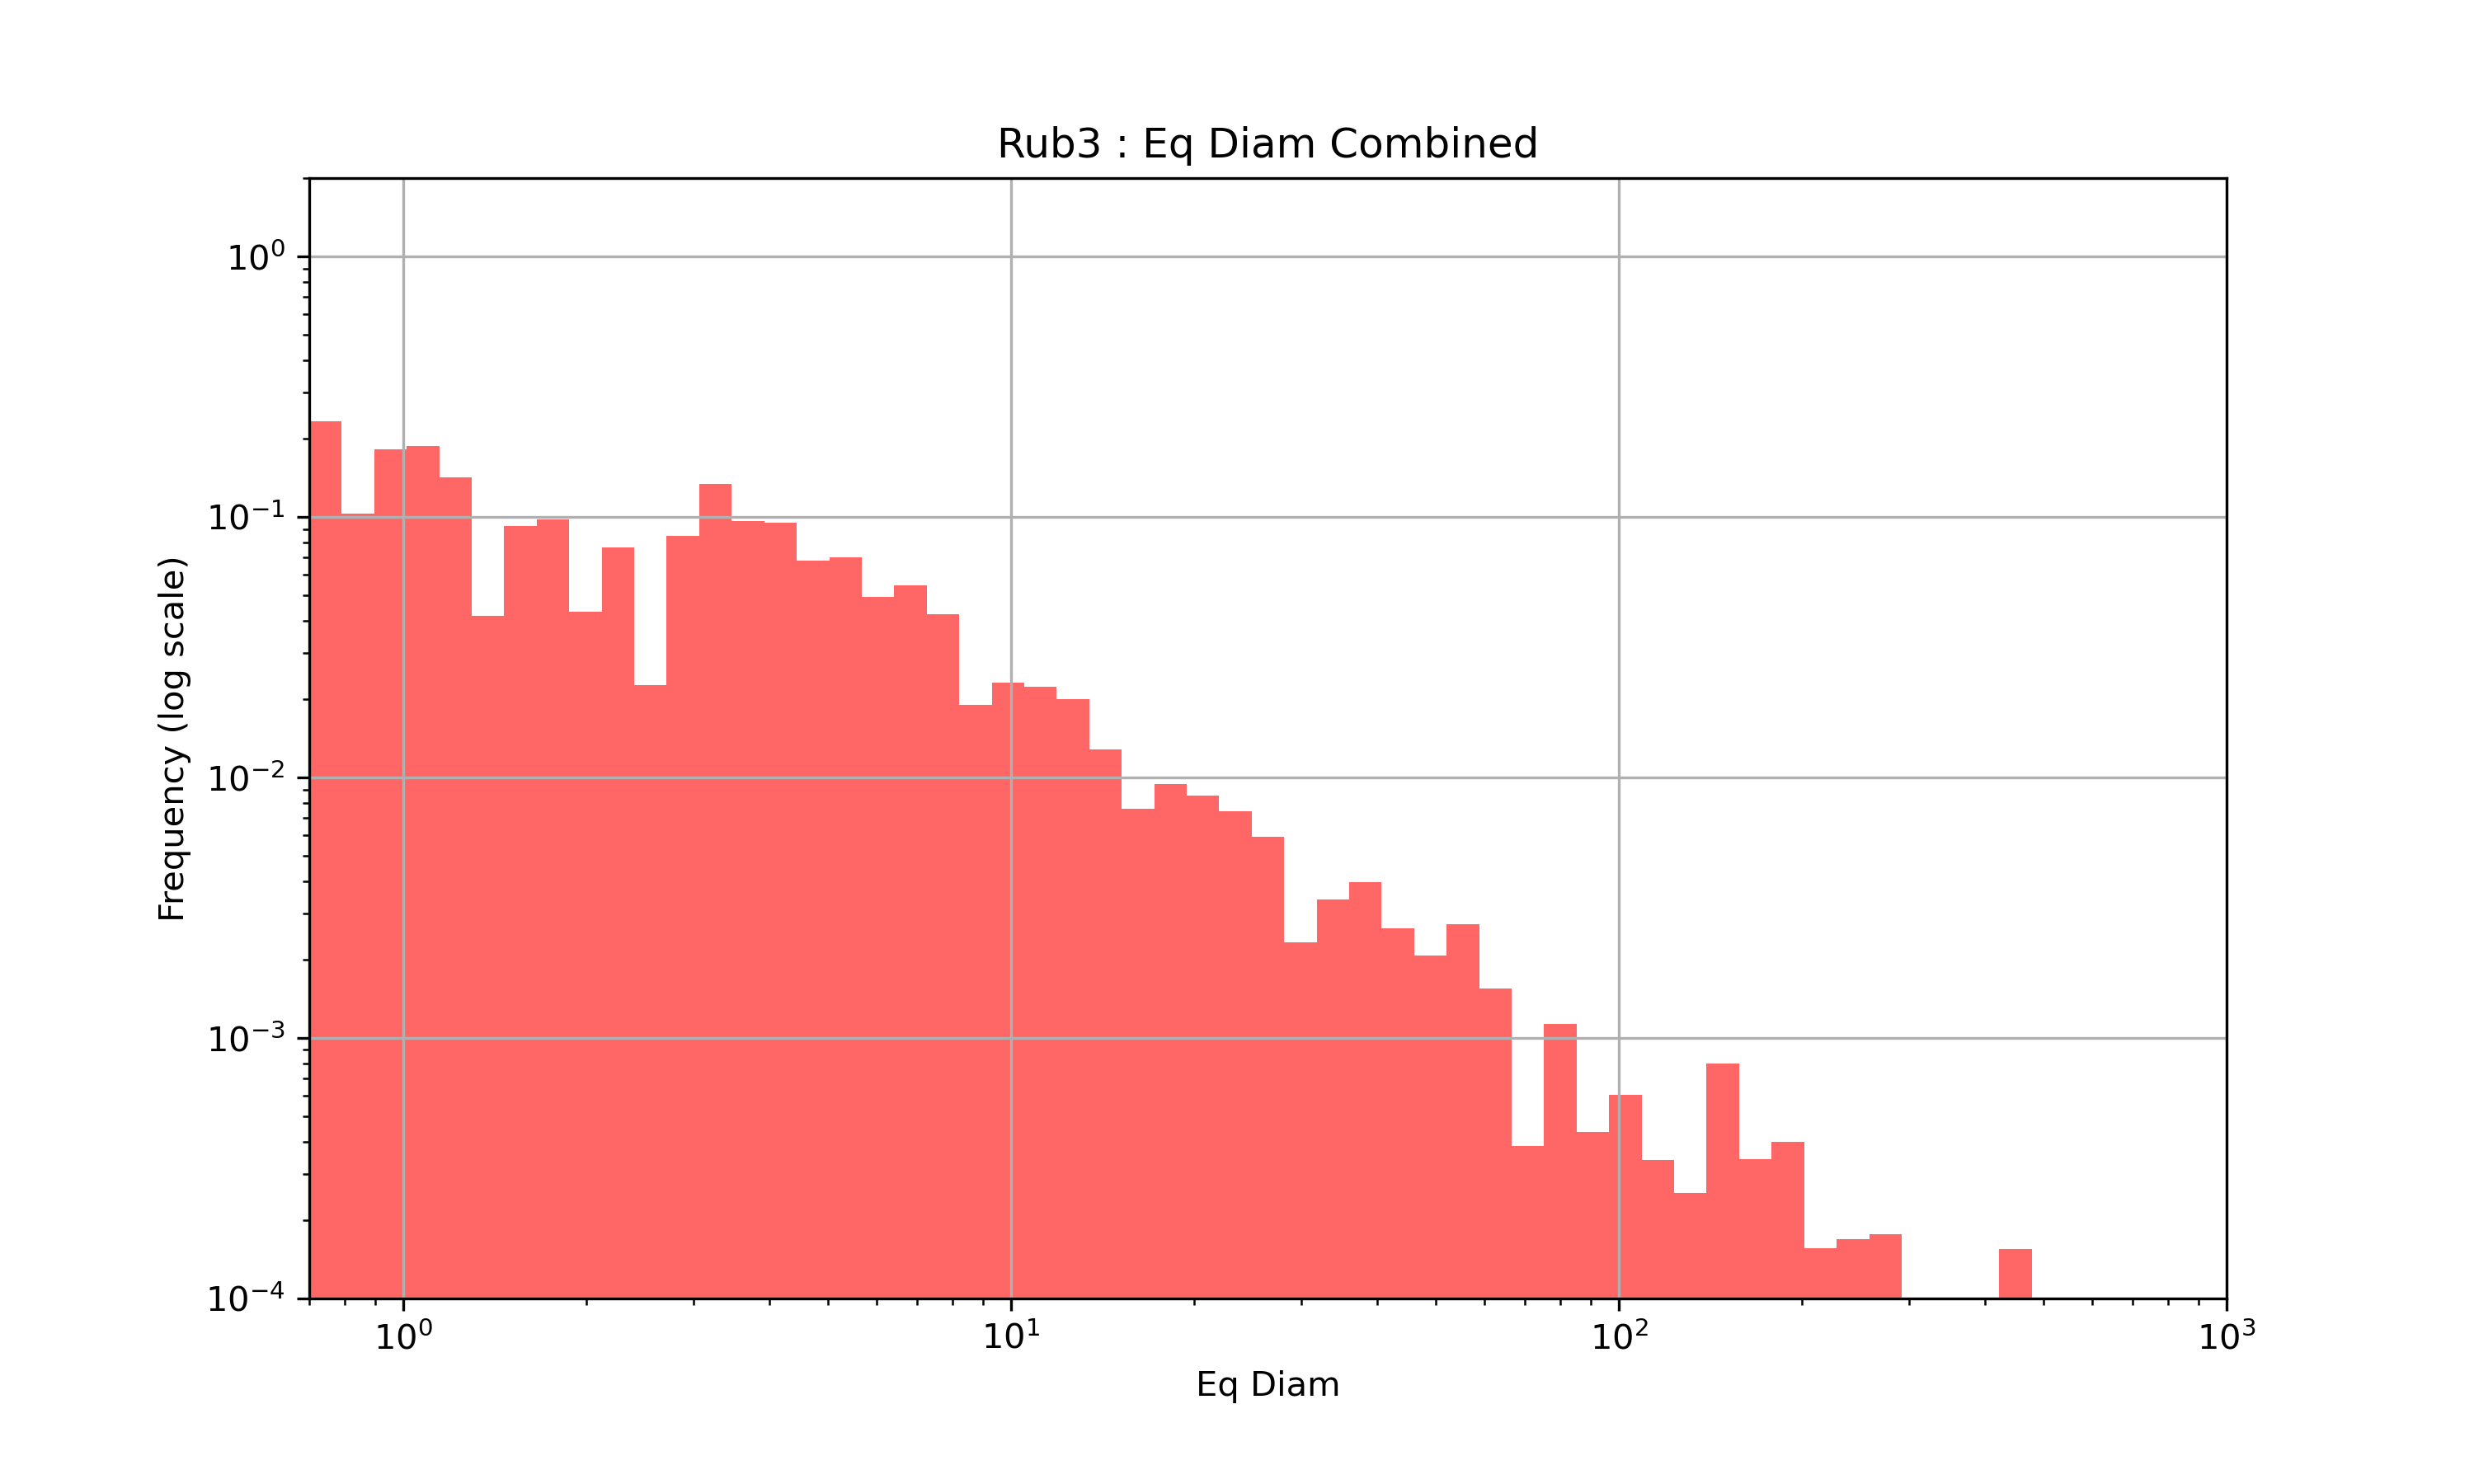 Rub3 : Eq Diam Combined
Frequency (log scale)
10⁰
10⁻¹
10⁻²
10⁻³
10⁻⁴
10⁰ 10¹ 10² 10³
Eq Diam